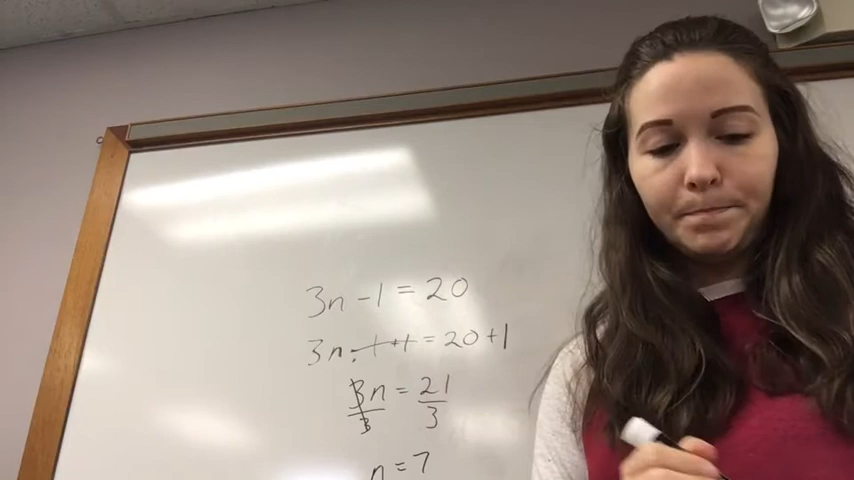 3n - 1 = 20
3n - 1 + 1 = 20 + 1
3n/3 = 21/3
n = 7